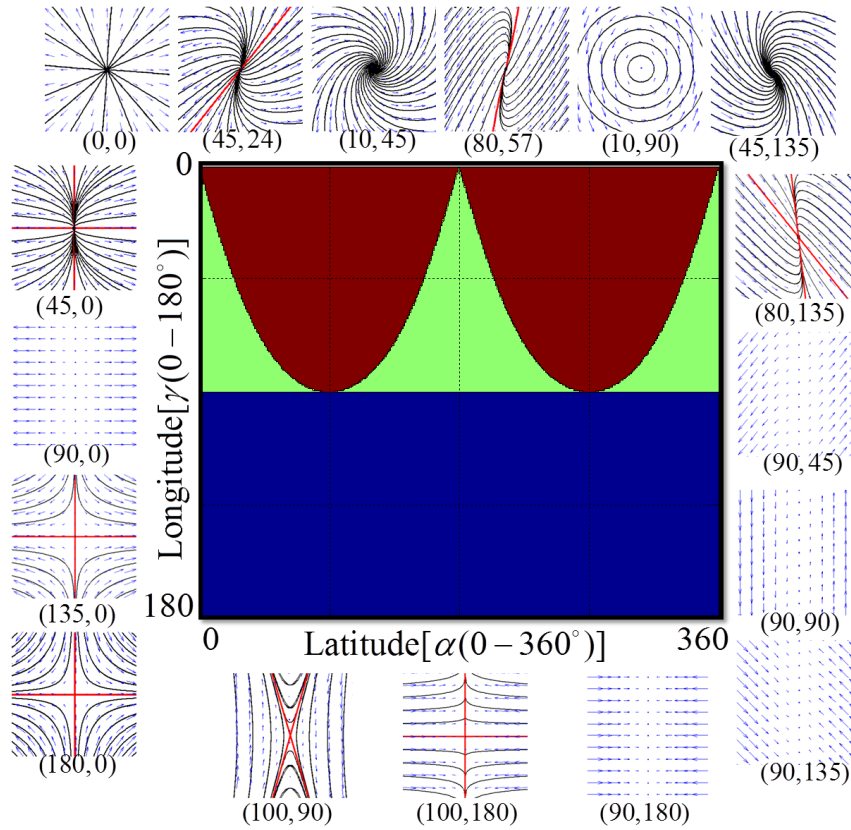 (0,0) (45,24) (10,45) (80,57) (10,90) (45,135)
0
(45,0)
(80,135)
Longitude[γ(0−180°)]
(90,0)
(90,45)
(135,0)
180
(90,90)
0 Latitude[α(0−360°)] 360
(180,0)
(90,135)
(100,90) (100,180) (90,180)